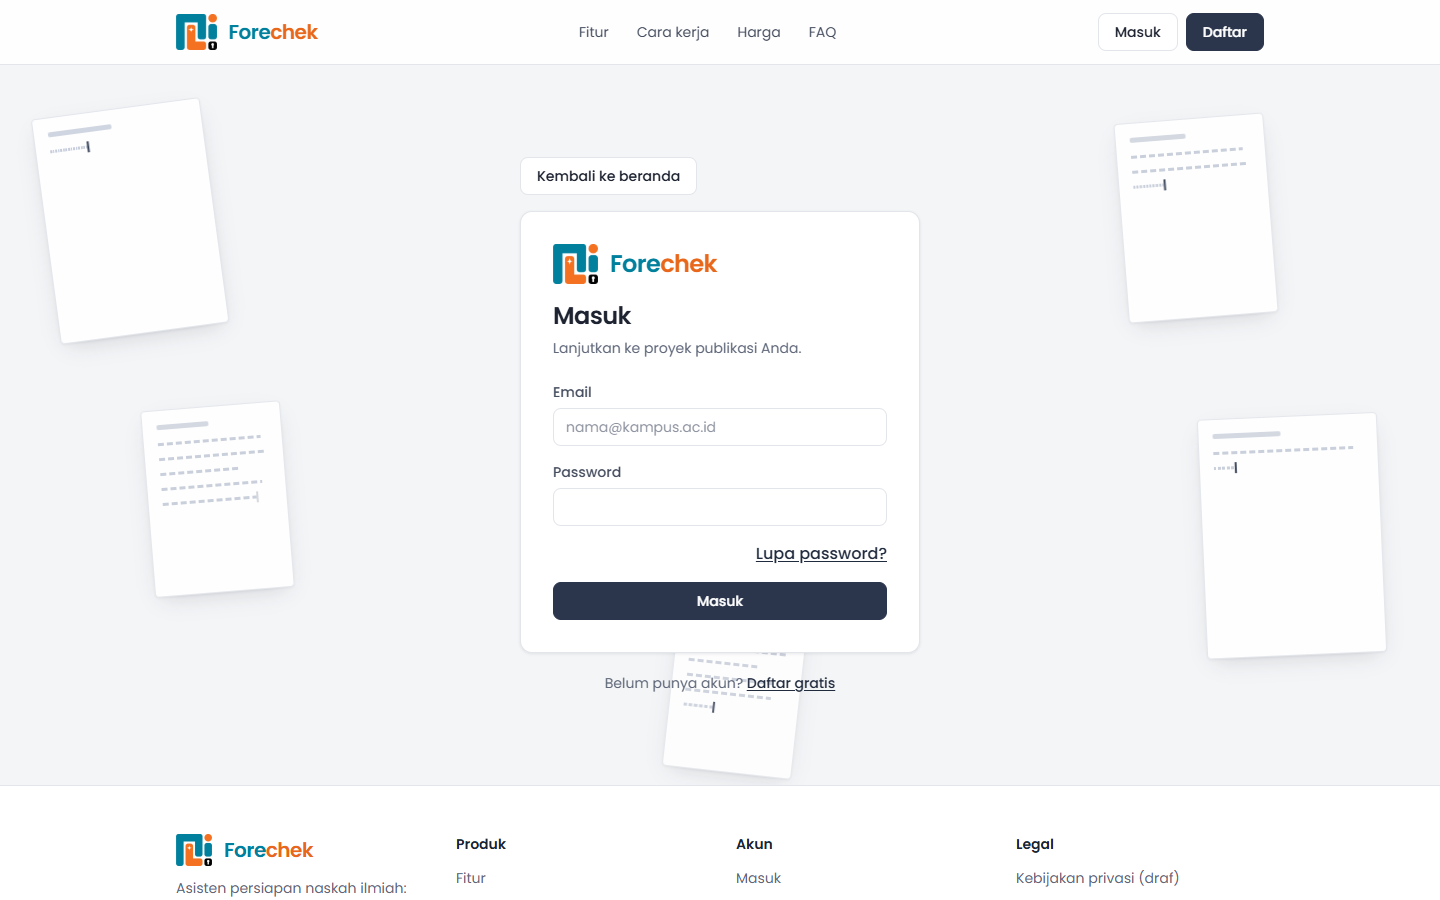 Forechek
Fitur
Cara kerja
Harga
FAQ
Masuk
Daftar
Kembali ke beranda
Forechek
Masuk
Lanjutkan ke proyek publikasi Anda.
Email
nama@kampus.ac.id
Password
Lupa password?
Masuk
Belum punya akun? Daftar gratis
Forechek
Asisten persiapan naskah ilmiah:
Produk
Fitur
Akun
Masuk
Legal
Kebijakan privasi (draf)